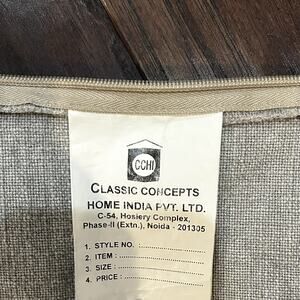 CCHI
CLASSIC CONCEPTS
HOME INDIA PVT. LTD.
C-54, Hosiery Complex,
Phase-II (Extn.), Noida - 201305
1. STYLE NO. :
2. ITEM :
3. SIZE :
4. PRICE :